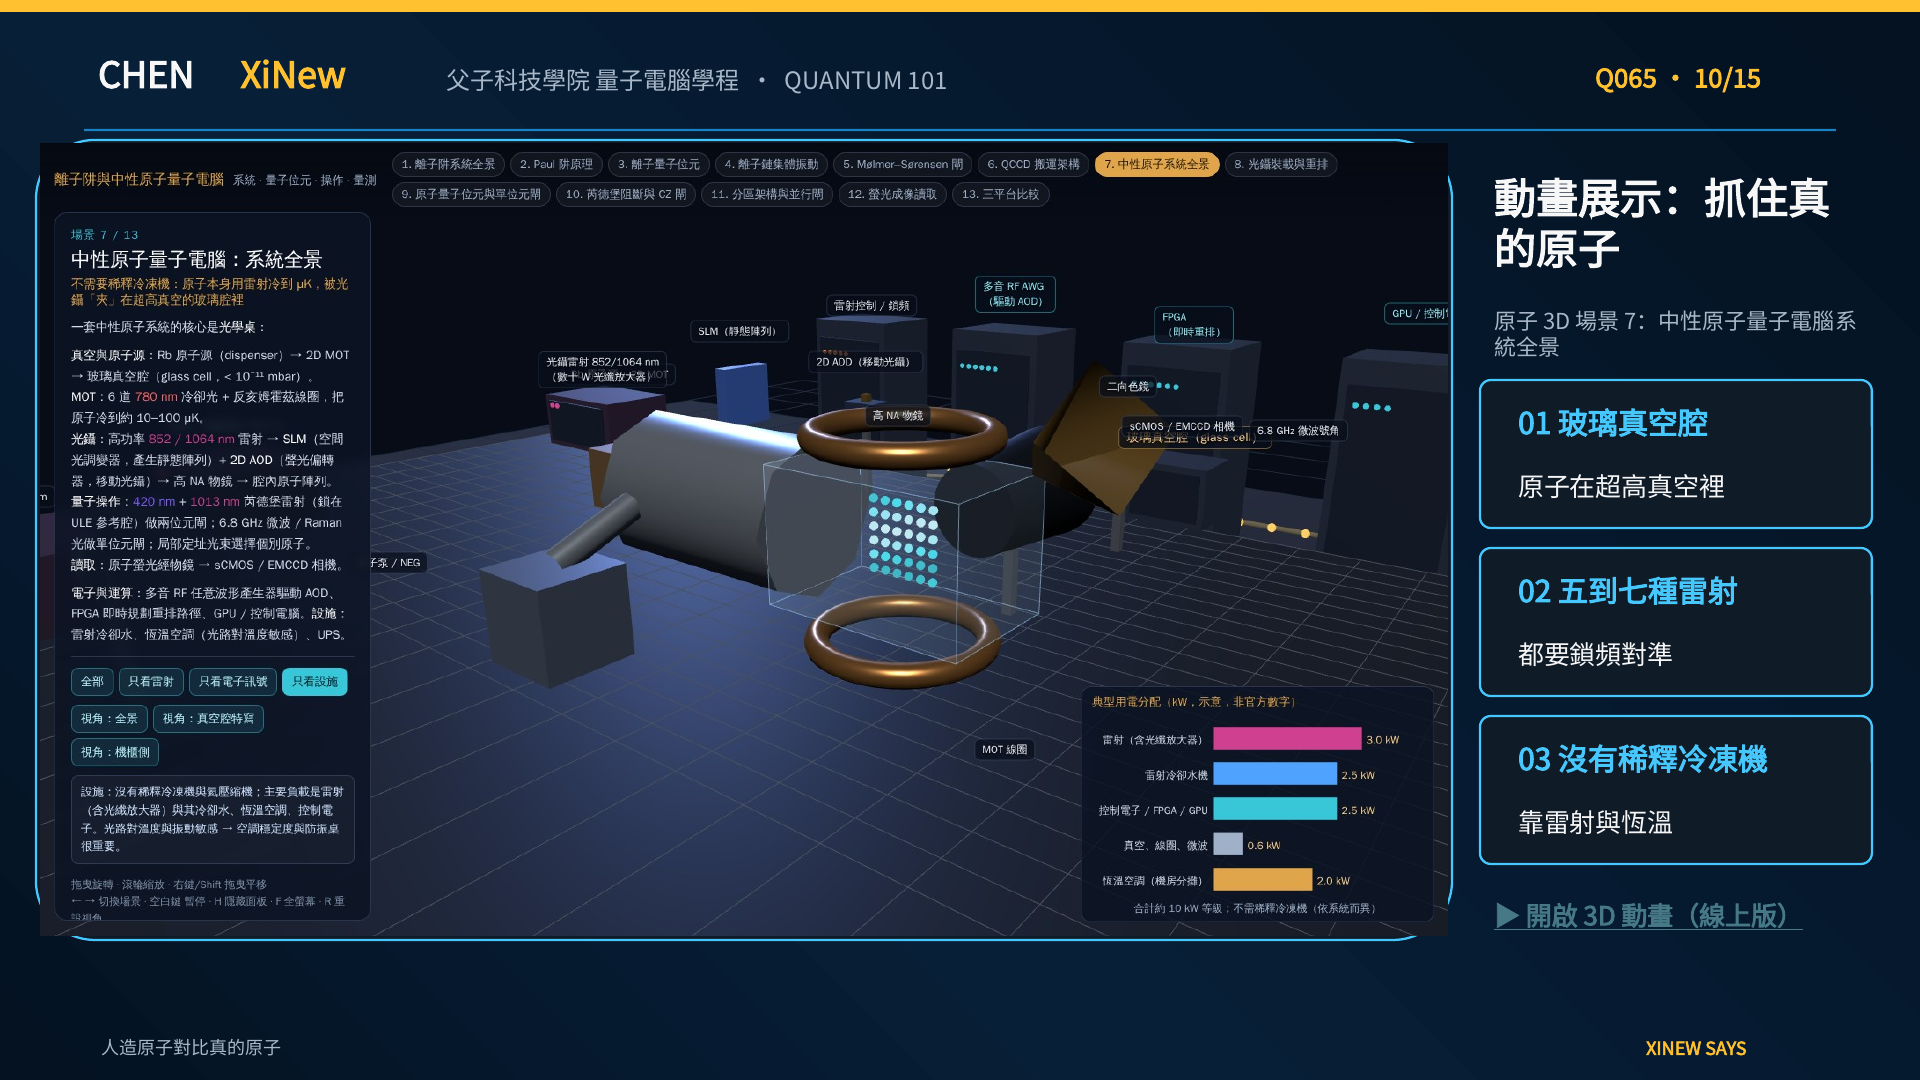 CHEN XiNew
父子科技學院 量子電腦學程 • QUANTUM 101
Q065 • 10/15
離子阱與中性原子量子電腦 系統 · 量子位元 · 操作 · 量測
1. 離子阱系統全景
2. Paul 阱原理
3. 離子量子位元
4. 離子鏈集體振動
5. Mølmer–Sørensen 閘
6. QCCD 搬運架構
7. 中性原子系統全景
8. 光鑷裝載與重排
9. 原子量子位元與單位元閘
10. 芮德堡阻斷與 CZ 閘
11. 分區架構與並行閘
12. 螢光成像讀取
13. 三平台比較
場景 7 / 13
中性原子量子電腦：系統全景
不需要稀釋冷凍機：原子本身用雷射冷到 μK，被光
鑷「夾」在超高真空的玻璃腔裡
一套中性原子系統的核心是光學桌：
真空與原子源：Rb 原子源（dispenser）→ 2D MOT
→ 玻璃真空腔（glass cell，< 10⁻¹¹ mbar）。
MOT：6 道 780 nm 冷卻光 + 反亥姆霍茲線圈，把
原子冷到約 10–100 μK。
光鑷：高功率 852 / 1064 nm 雷射 → SLM（空間
光調變器，產生靜態陣列）+ 2D AOD（聲光偏轉
器，移動光鑷）→ 高 NA 物鏡 → 腔內原子陣列。
量子操作：420 nm + 1013 nm 芮德堡雷射（鎖在
ULE 參考腔）做兩位元閘；6.8 GHz 微波 / Raman
光做單位元閘；局部定址光束選擇個別原子。
讀取：原子螢光經物鏡 → sCMOS / EMCCD 相機。
電子與運算：多音 RF 任意波形產生器驅動 AOD、
FPGA 即時規劃重排路徑、GPU / 控制電腦。設施：
雷射冷卻水、恆溫空調（光路對溫度敏感）、UPS。
全部
只看雷射
只看電子訊號
只看設施
視角：全景
視角：真空腔特寫
視角：機櫃側
設施：沒有稀釋冷凍機與氦壓縮機；主要負載是雷射
（含光纖放大器）與其冷卻水、恆溫空調、控制電
子。光路對溫度與振動敏感 → 空調穩定度與防振桌
很重要。
拖曳旋轉 · 滾輪縮放 · 右鍵/Shift 拖曳平移
← → 切換場景 · 空白鍵 暫停 · H 隱藏面板 · F 全螢幕 · R 重
設視角
多音 RF AWG
（驅動 AOD）
雷射控制 / 鎖頻
SLM（靜態陣列）
FPGA
（即時重排）
GPU / 控制
光鑷雷射 852/1064 nm
（數十 W 光纖放大器）
MOT
2D AOD（移動光鑷）
二向色鏡
高 NA 物鏡
sCMOS / EMCCD 相機
玻璃真空腔（glass cell）
6.8 GHz 微波號角
m
子泵 / NEG
MOT 線圈
典型用電分配（kW，示意，非官方數字）
雷射（含光纖放大器） 3.0 kW
雷射冷卻水機 2.5 kW
控制電子 / FPGA / GPU 2.5 kW
真空、線圈、微波 0.6 kW
恆溫空調（機房分攤） 2.0 kW
合計約 10 kW 等級；不需稀釋冷凍機（依系統而異）
動畫展示：抓住真
的原子
原子 3D 場景 7：中性原子量子電腦系
統全景
01 玻璃真空腔
原子在超高真空裡
02 五到七種雷射
都要鎖頻對準
03 沒有稀釋冷凍機
靠雷射與恆溫
▶ 開啟 3D 動畫（線上版）
人造原子對比真的原子
XINEW SAYS